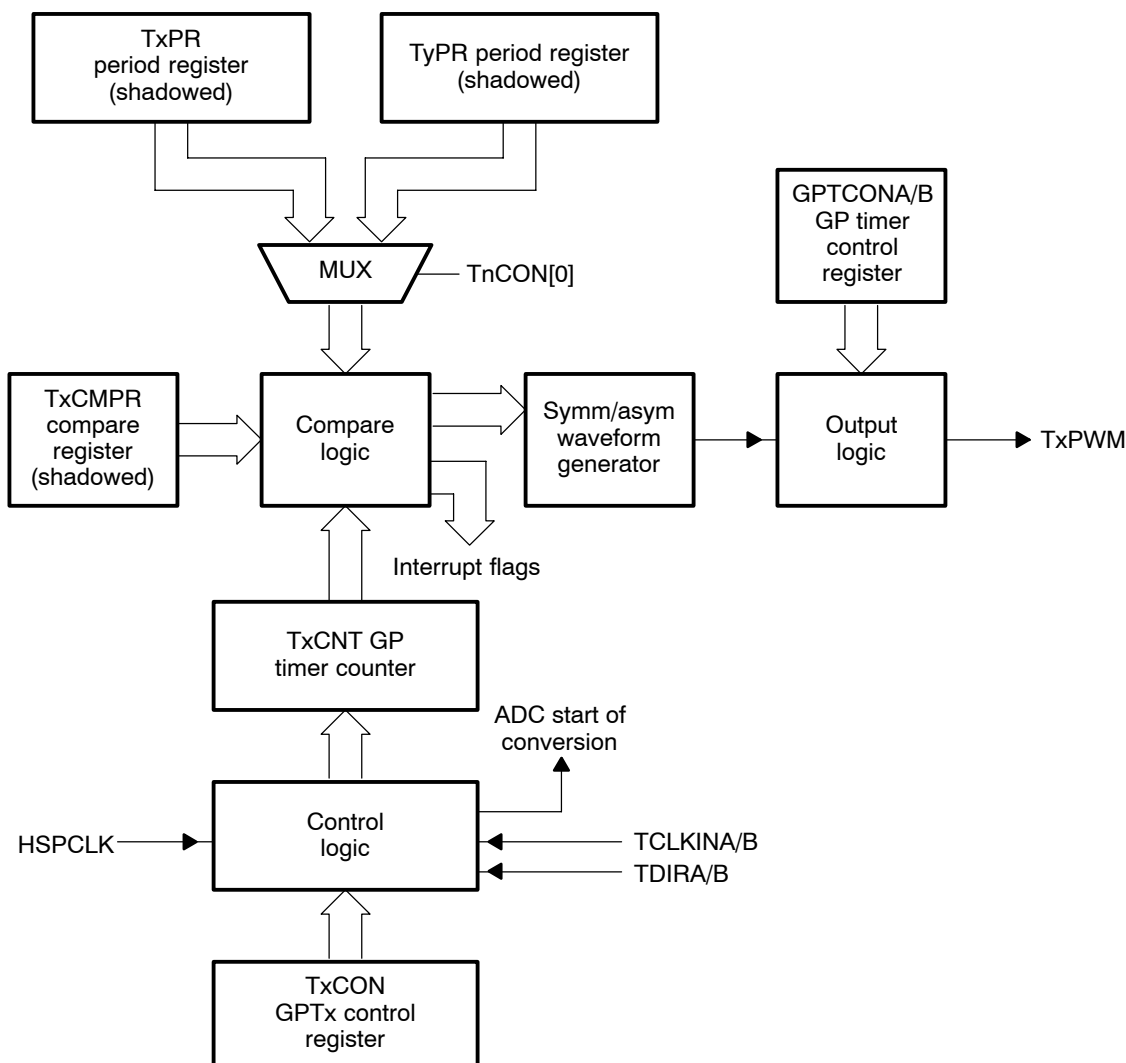 TxPR
period register
(shadowed)
TyPR period register
(shadowed)
GPTCONA/B
GP timer
control
register
MUX
TnCON[0]
TxCMPR
compare
register
(shadowed)
Compare
logic
Symm/asym
waveform
generator
Output
logic
TxPWM
Interrupt flags
TxCNT GP
timer counter
ADC start of
conversion
HSPCLK
Control
logic
TCLKINA/B
TDIRA/B
TxCON
GPTx control
register